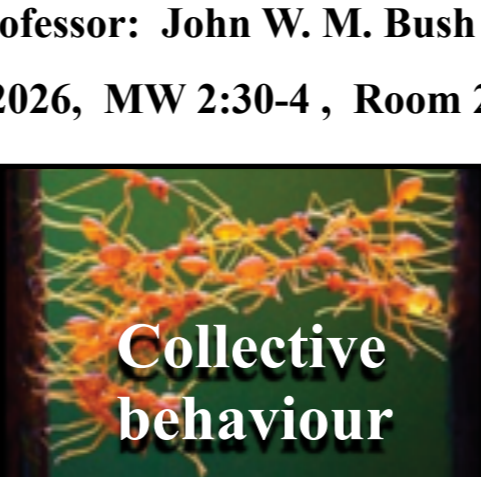 ofessor: John W. M. Bush
2026, MW 2:30-4 , Room 2
Collective
behaviour